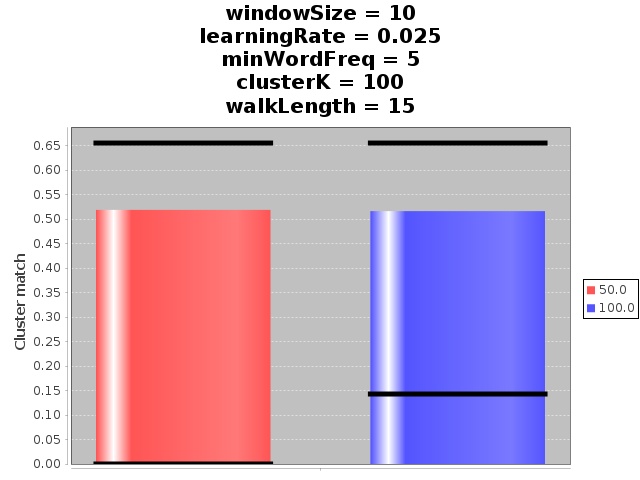 windowSize = 10
learningRate = 0.025
minWordFreq = 5
clusterK = 100
walkLength = 15
0.65
0.60
0.55
0.50
0.45
0.40
0.35
0.30
0.25
0.20
0.15
0.10
0.05
0.00
Cluster match
50.0
100.0